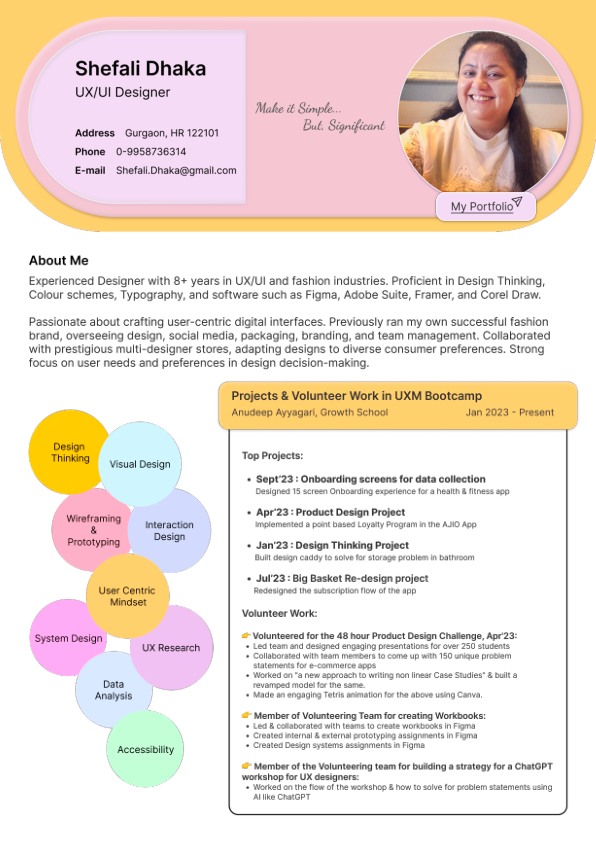 Shefali Dhaka
UX/UI Designer
Address Gurgaon, HR 122101
Phone 0-9958736314
E-mail Shefali.Dhaka@gmail.com
Make it Simple...
But, Significant
My Portfolio
About Me
Experienced Designer with 8+ years in UX/UI and fashion industries. Proficient in Design Thinking,
Colour schemes, Typography, and software such as Figma, Adobe Suite, Framer, and Corel Draw.
Passionate about crafting user-centric digital interfaces. Previously ran my own successful fashion
brand, overseeing design, social media, packaging, branding, and team management. Collaborated
with prestigious multi-designer stores, adapting designs to diverse consumer preferences. Strong
focus on user needs and preferences in design decision-making.
Design
Thinking
Visual Design
Wireframing
&
Prototyping
Interaction
Design
User Centric
Mindset
System Design
UX Research
Data
Analysis
Accessibility
Projects & Volunteer Work in UXM Bootcamp
Anudeep Ayyagari, Growth School Jan 2023 - Present
Top Projects:
• Sept'23 : Onboarding screens for data collection
Designed 15 screen Onboarding experience for a health & fitness app
• Apr'23 : Product Design Project
Implemented a point based Loyalty Program in the AJIO App
• Jan'23 : Design Thinking Project
Built design caddy to solve for storage problem in bathroom
• Jul'23 : Big Basket Re-design project
Redesigned the subscription flow of the app
Volunteer Work:
👉 Volunteered for the 48 hour Product Design Challenge, Apr'23:
• Led team and designed engaging presentations for over 250 students
• Collaborated with team members to come up with 150 unique problem
statements for e-commerce apps
• Worked on "a new approach to writing non linear Case Studies" & built a
revamped model for the same.
• Made an engaging Tetris animation for the above using Canva.
👉 Member of Volunteering Team for creating Workbooks:
• Led & collaborated with teams to create workbooks in Figma
• Created internal & external prototyping assignments in Figma
• Created Design systems assignments in Figma
👉 Member of the Volunteering team for building a strategy for a ChatGPT
workshop for UX designers:
• Worked on the flow of the workshop & how to solve for problem statements using
AI like ChatGPT